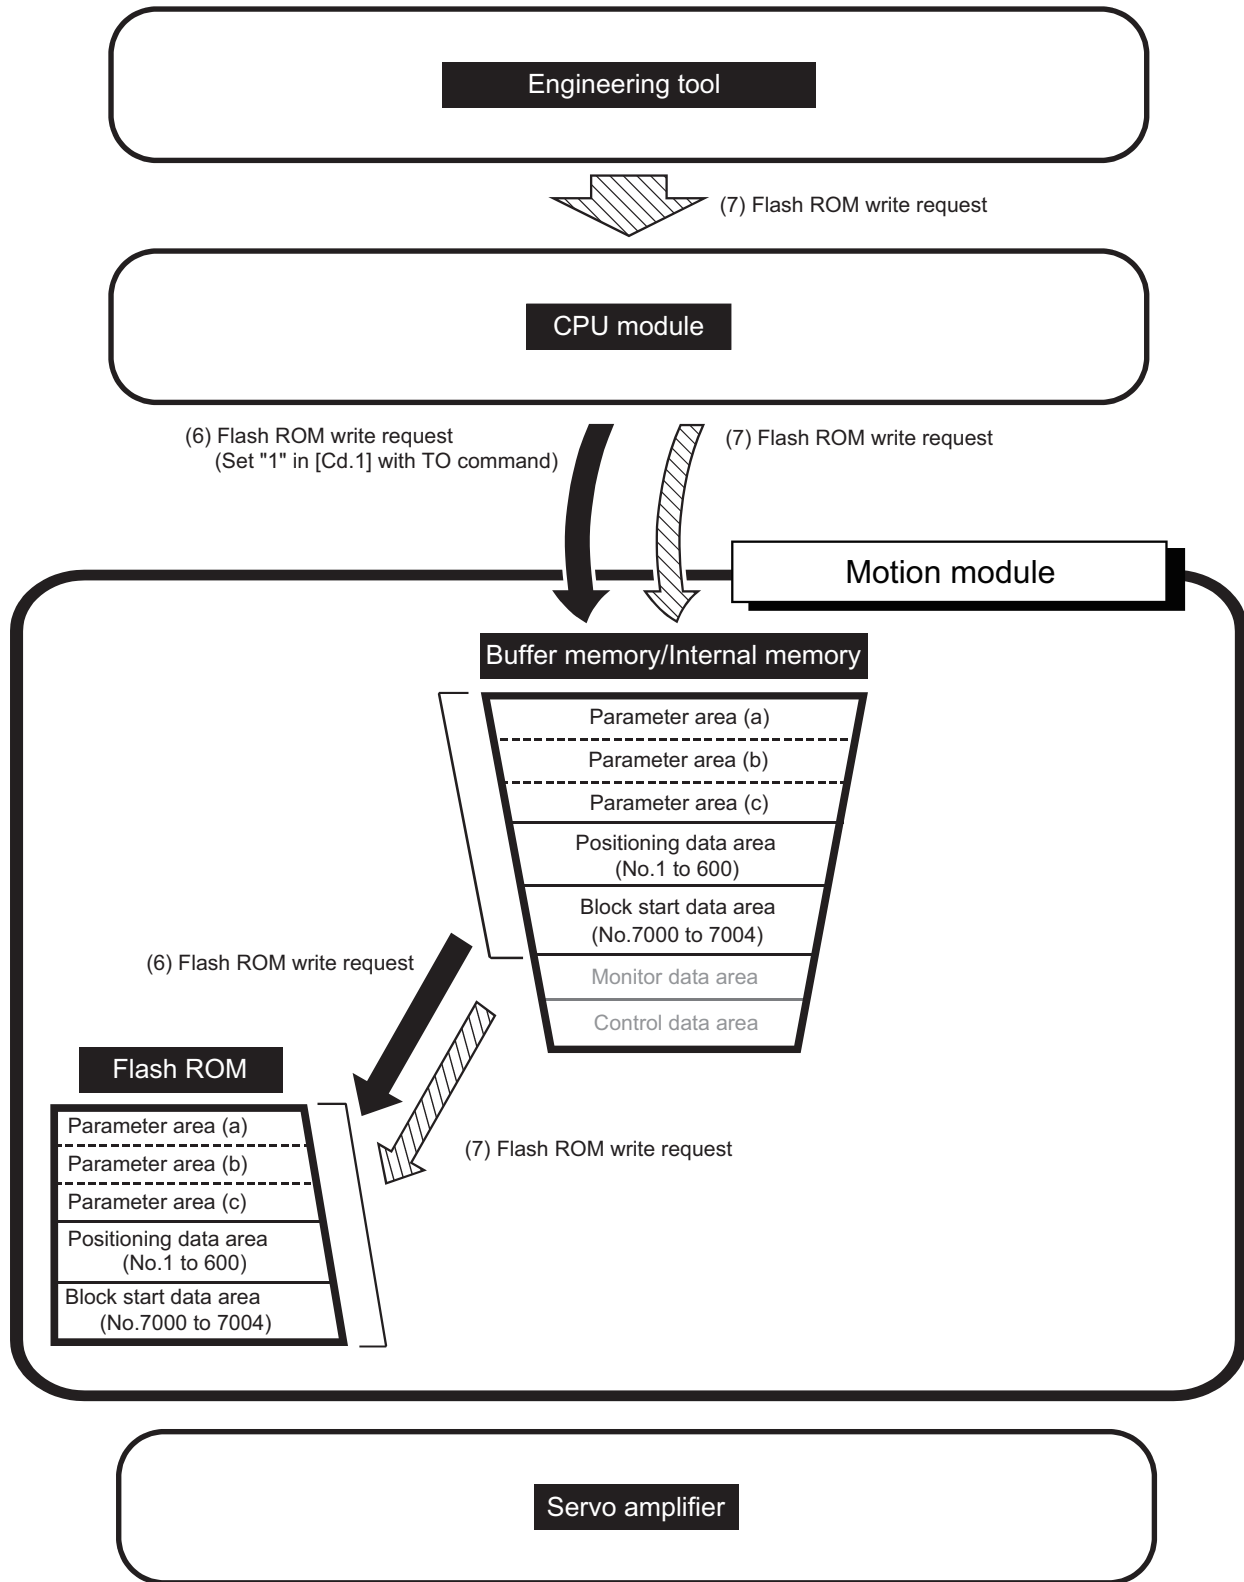 Engineering tool
(7) Flash ROM write request
CPU module
(6) Flash ROM write request
(Set "1" in [Cd.1] with TO command)
(7) Flash ROM write request
Motion module
Buffer memory/Internal memory
Parameter area (a)
Parameter area (b)
Parameter area (c)
Positioning data area
(No.1 to 600)
Block start data area
(No.7000 to 7004)
Monitor data area
Control data area
(6) Flash ROM write request
Flash ROM
Parameter area (a)
Parameter area (b)
Parameter area (c)
Positioning data area
(No.1 to 600)
Block start data area
(No.7000 to 7004)
(7) Flash ROM write request
Servo amplifier